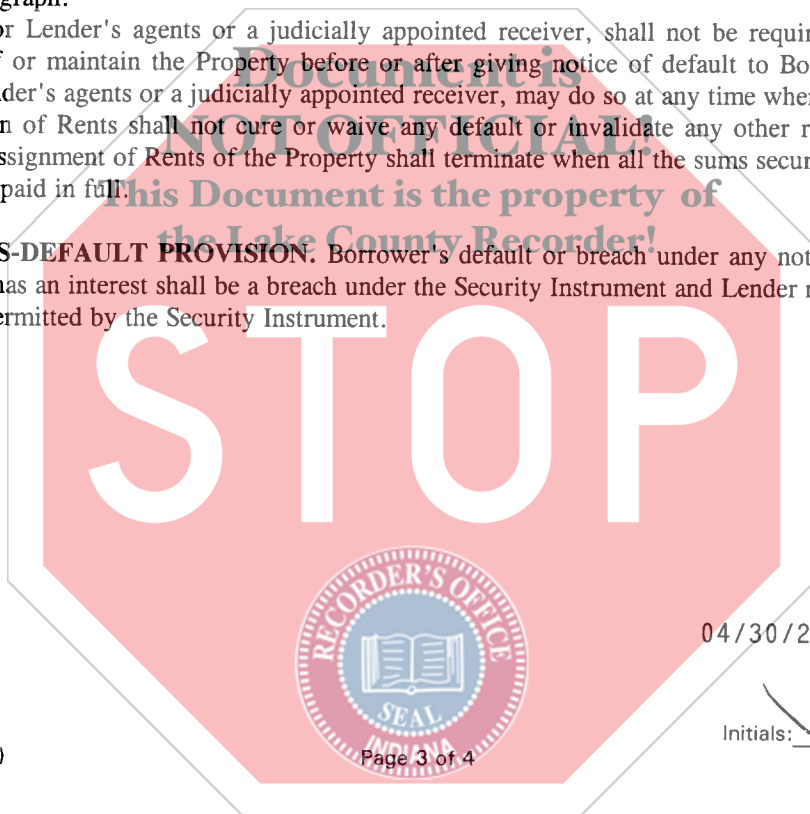 graph.
or Lender's agents or a judicially appointed receiver, shall not be requir
f or maintain the Property before or after giving notice of default to Bo
der's agents or a judicially appointed receiver, may do so at any time whe
n of Rents shall not cure or waive any default or invalidate any other r
ssignment of Rents of the Property shall terminate when all the sums secur
paid in full.
Document is
NOT OFFICIAL!
This Document is the property of
the Lake County Recorder!
S-DEFAULT PROVISION. Borrower's default or breach under any not
has an interest shall be a breach under the Security Instrument and Lender
ermitted by the Security Instrument.
STOP
RECORDER'S OFFICE
SEAL
INDIANA
04/30/2
Initials:
)
Page 3 of 4